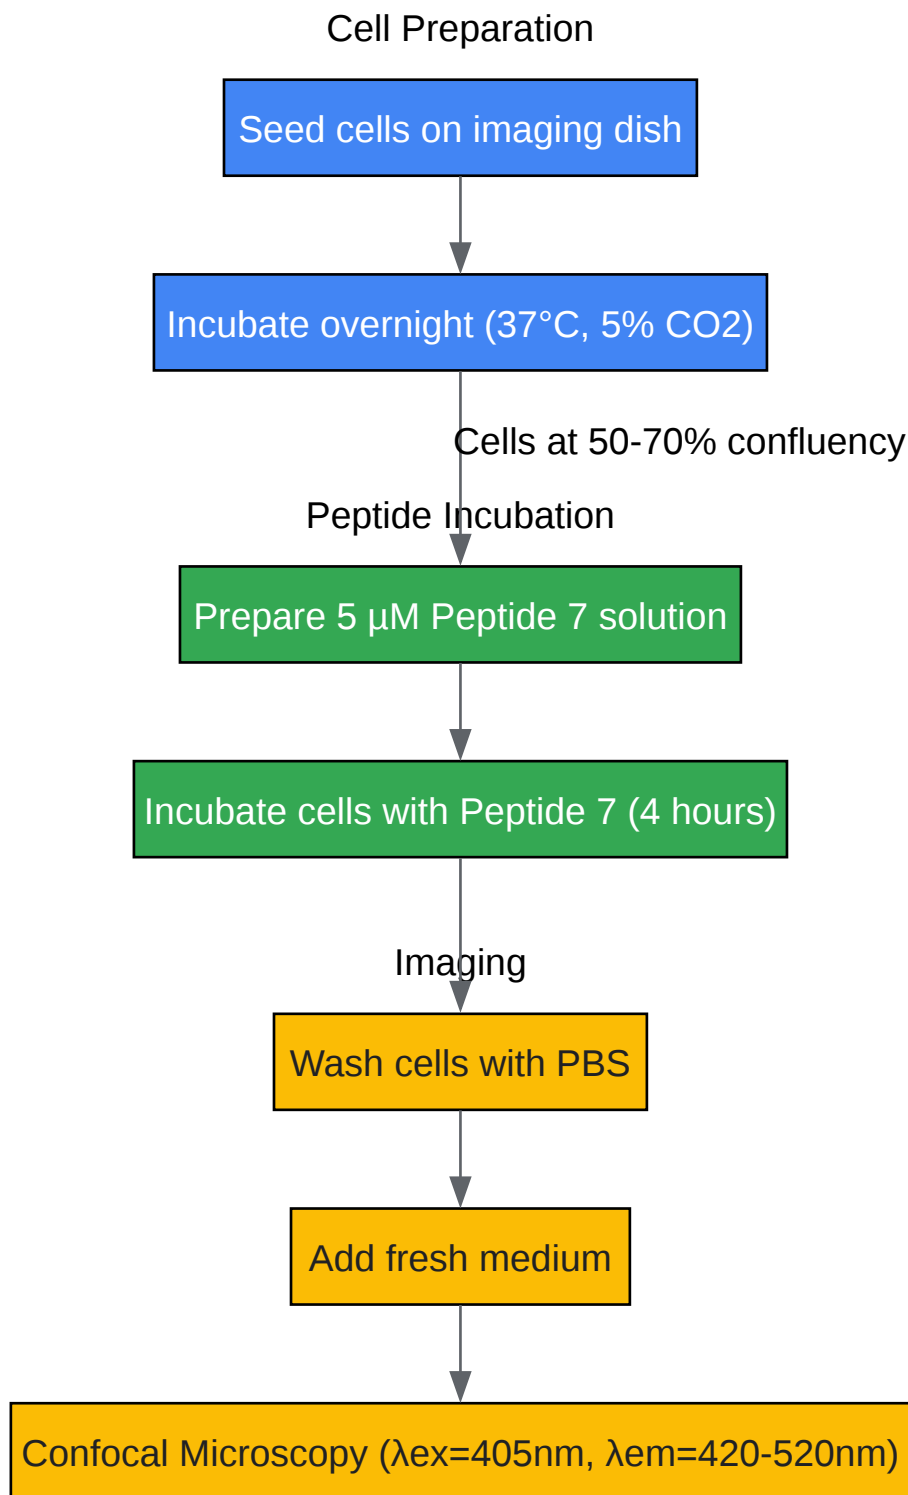 Cell Preparation
Seed cells on imaging dish
Incubate overnight (37°C, 5% CO2)
Cells at 50-70% confluency
Peptide Incubation
Prepare 5 µM Peptide 7 solution
Incubate cells with Peptide 7 (4 hours)
Imaging
Wash cells with PBS
Add fresh medium
Confocal Microscopy (λex=405nm, λem=420-520nm)